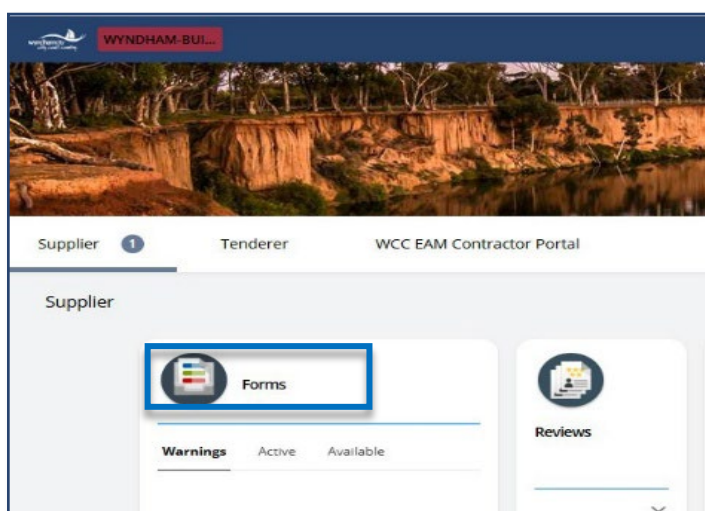 WYNDHAM-BUI...
Supplier 1 Tenderer WCC EAM Contractor Portal
Supplier
Forms
Reviews
Warnings Active Available